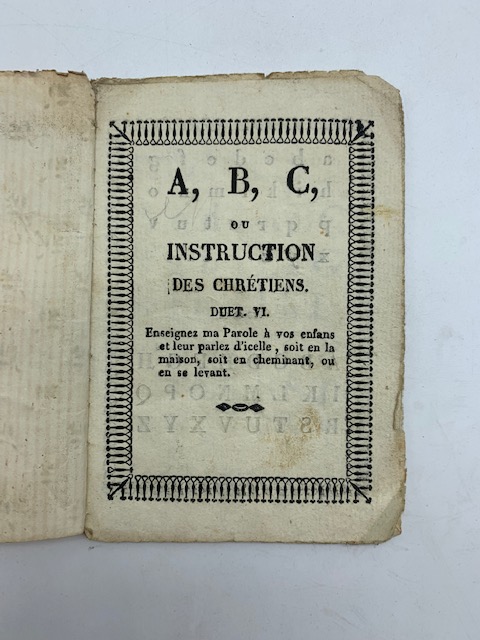 A, B, C,
OU
INSTRUCTION
DES CHRÉTIENS.
DUET. VI.
Enseignez ma Parole à vos enfans
et leur parlez d'icelle, soit en la
maison, soit en cheminant, ou
en se levant.